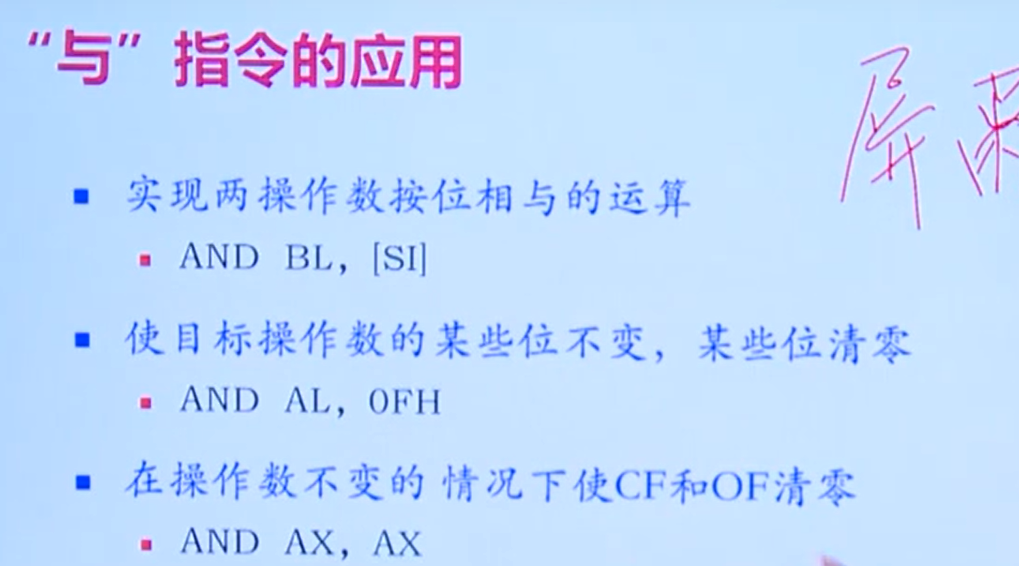 “与”指令的应用
屏蔽
实现两操作数按位相与的运算
AND BL, [SI]
使目标操作数的某些位不变，某些位清零
AND AL, 0FH
在操作数不变的情况下使CF和OF清零
AND AX, AX